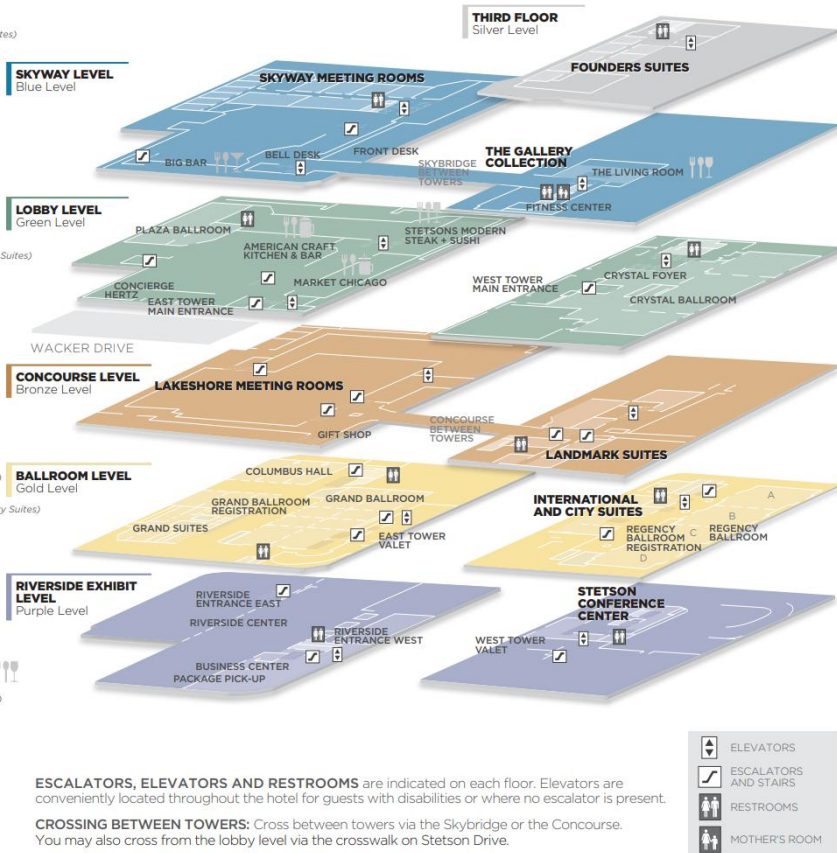 tes)
THIRD FLOOR
Silver Level
FOUNDERS SUITES
SKYWAY LEVEL
Blue Level
SKYWAY MEETING ROOMS
BIG BAR
BELL DESK
FRONT DESK
SKYBRIDGE
BETWEEN
TOWERS
THE GALLERY
COLLECTION
THE LIVING ROOM
FITNESS CENTER
LOBBY LEVEL
Green Level
Suites)
PLAZA BALLROOM
AMERICAN CRAFT
KITCHEN & BAR
STETSONS MODERN
STEAK + SUSHI
CONCIERGE
HERTZ
MARKET CHICAGO
EAST TOWER
MAIN ENTRANCE
WEST TOWER
MAIN ENTRANCE
CRYSTAL FOYER
CRYSTAL BALLROOM
WACKER DRIVE
CONCOURSE LEVEL
Bronze Level
LAKESHORE MEETING ROOMS
GIFT SHOP
CONCOURSE
BETWEEN
TOWERS
LANDMARK SUITES
BALLROOM LEVEL
Gold Level
y Suites)
COLUMBUS HALL
GRAND BALLROOM
REGISTRATION
GRAND BALLROOM
GRAND SUITES
EAST TOWER
VALET
INTERNATIONAL
AND CITY SUITES
A
B
C
D
REGENCY
BALLROOM
REGISTRATION
REGENCY
BALLROOM
RIVERSIDE EXHIBIT
LEVEL
Purple Level
RIVERSIDE
ENTRANCE EAST
RIVERSIDE CENTER
RIVERSIDE
ENTRANCE WEST
BUSINESS CENTER
PACKAGE PICK-UP
STETSON
CONFERENCE
CENTER
WEST TOWER
VALET
ESCALATORS, ELEVATORS AND RESTROOMS are indicated on each floor. Elevators are
conveniently located throughout the hotel for guests with disabilities or where no escalator is present.
CROSSING BETWEEN TOWERS: Cross between towers via the Skybridge or the Concourse.
You may also cross from the lobby level via the crosswalk on Stetson Drive.
ELEVATORS
ESCALATORS
AND STAIRS
RESTROOMS
MOTHER'S ROOM